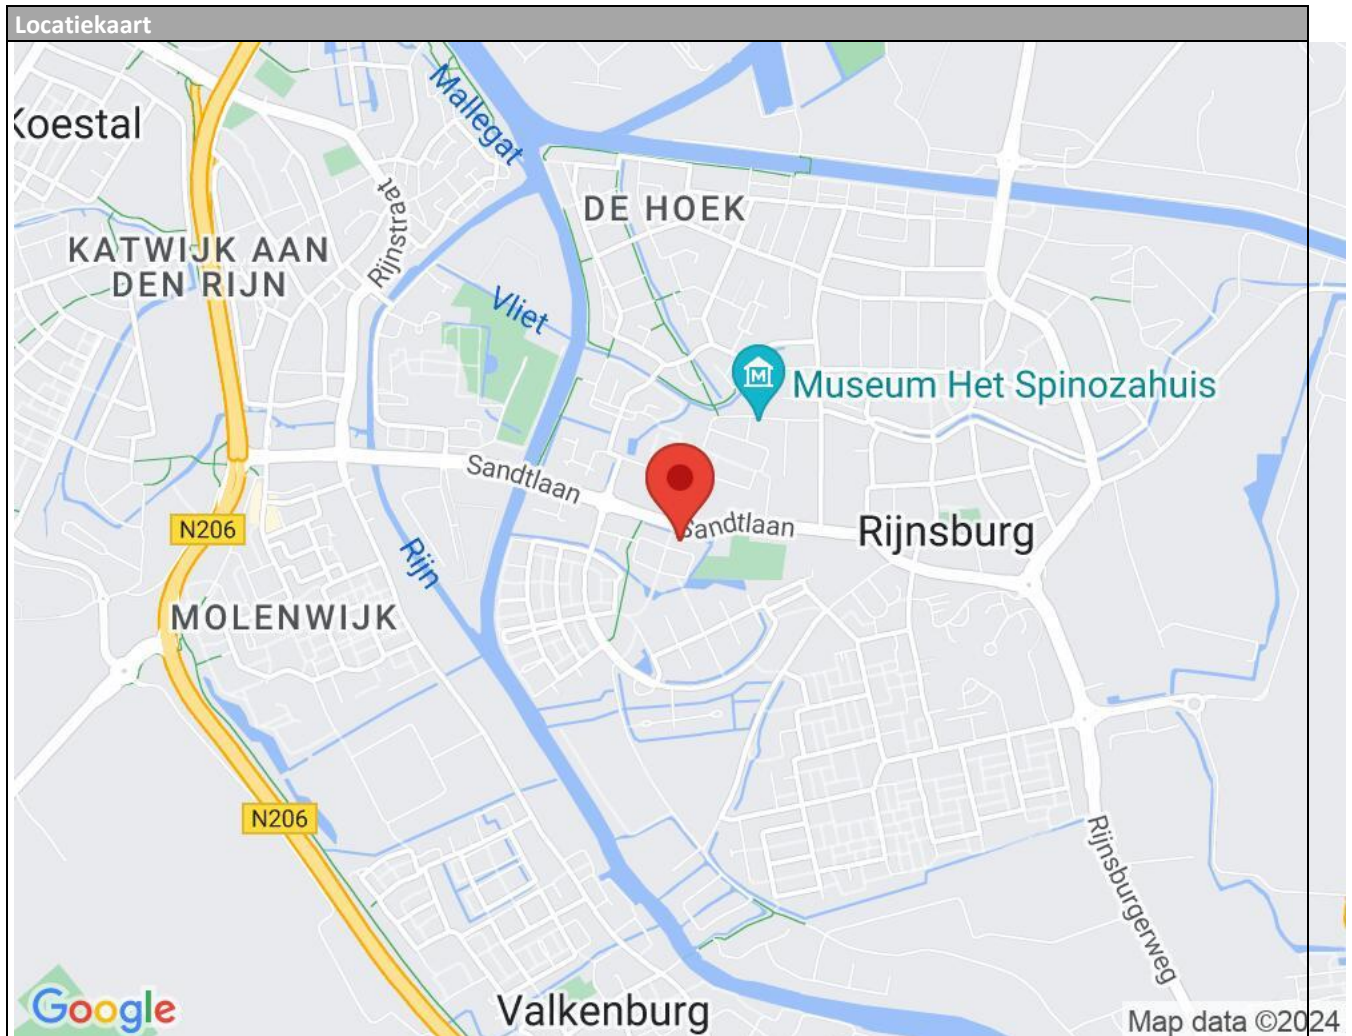 Locatiekaart
Koestal
Mallegat
DE HOEK
Rijnstraat
KATWIJK AAN
DEN RIJN
Vliet
Museum Het Spinozahuis
Sandtlaan
Sandtlaan
N206
Rijnsburg
Rijn
MOLENWIJK
N206
Rijnsburgerweg
Google
Valkenburg
Map data ©2024